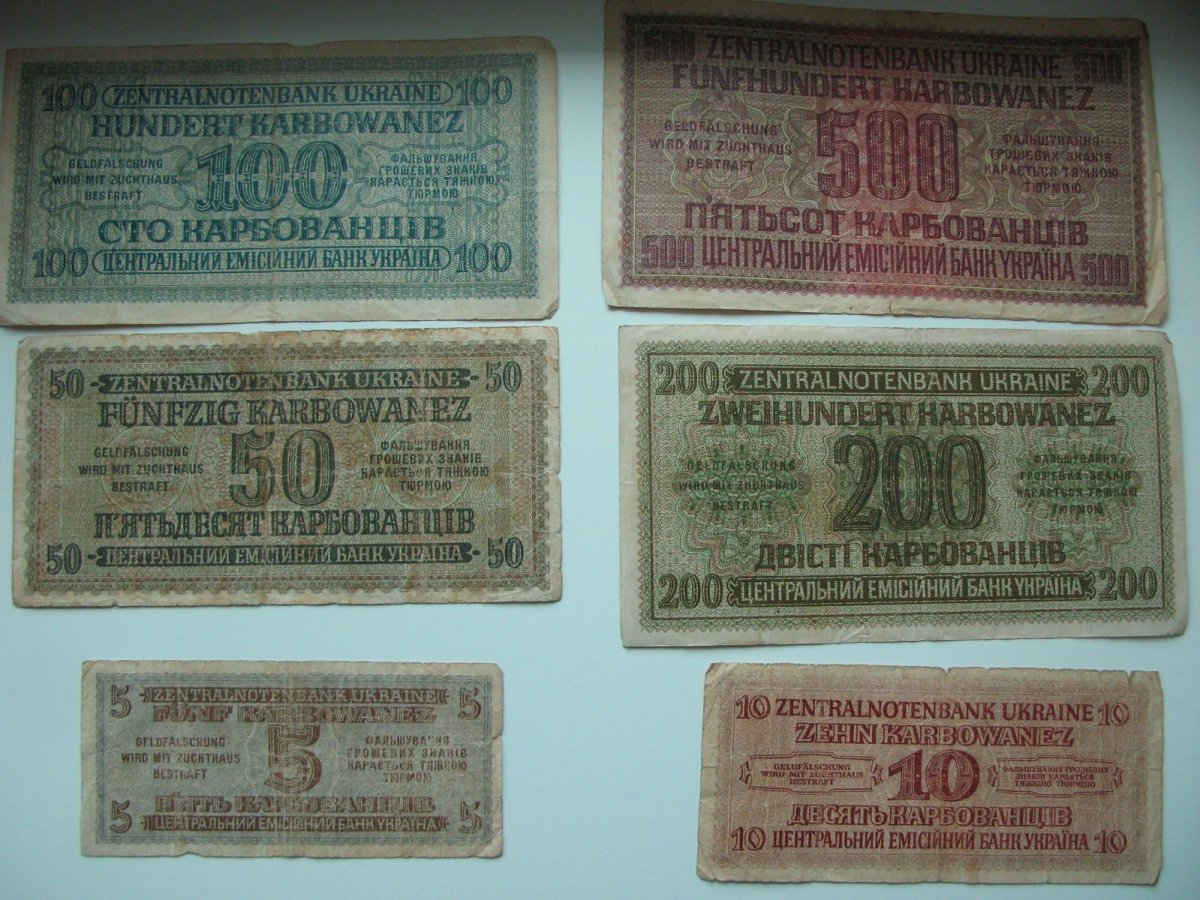 100 ZENTRALNOTENBANK UKRAINE 100
HUNDERT KARBOWANEZ
GELDFÄLSCHUNG
WIRD MIT ZUCHTHAUS
BESTRAFT
100
ФАЛЬШУВАННЯ
ГРОШЕВИХ ЗНАКІВ
КАРАЄТЬСЯ ТЯЖКОЮ
ТЮРМОЮ
СТО КАРБОВАНЦІВ
100 ЦЕНТРАЛЬНИЙ ЕМІСІЙНИЙ БАНК УКРАЇНА 100
500 ZENTRALNOTENBANK UKRAINE 500
FÜNFHUNDERT KARBOWANEZ
GELDFÄLSCHUNG
WIRD MIT ZUCHTHAUS
BESTRAFT
500
ФАЛЬШУВАННЯ
ГРОШЕВИХ ЗНАКІВ
КАРАЄТЬСЯ ТЯЖКОЮ
ТЮРМОЮ
П'ЯТЬСОТ КАРБОВАНЦІВ
500 ЦЕНТРАЛЬНИЙ ЕМІСІЙНИЙ БАНК УКРАЇНА 500
50 ZENTRALNOTENBANK UKRAINE 50
FÜNFZIG KARBOWANEZ
GELDFÄLSCHUNG
WIRD MIT ZUCHTHAUS
BESTRAFT
50
ФАЛЬШУВАННЯ
ГРОШЕВИХ ЗНАКІВ
КАРАЄТЬСЯ ТЯЖКОЮ
ТЮРМОЮ
П'ЯТЬДЕСЯТ КАРБОВАНЦІВ
50 ЦЕНТРАЛЬНИЙ ЕМІСІЙНИЙ БАНК УКРАЇНА 50
200 ZENTRALNOTENBANK UKRAINE 200
ZWEIHUNDERT KARBOWANEZ
GELDFÄLSCHUNG
WIRD MIT ZUCHTHAUS
BESTRAFT
200
ФАЛЬШУВАННЯ
ГРОШЕВИХ ЗНАКІВ
КАРАЄТЬСЯ ТЯЖКОЮ
ТЮРМОЮ
ДВІСТІ КАРБОВАНЦІВ
200 ЦЕНТРАЛЬНИЙ ЕМІСІЙНИЙ БАНК УКРАЇНА 200
5 ZENTRALNOTENBANK UKRAINE 5
FÜNF KARBOWANEZ
GELDFÄLSCHUNG
WIRD MIT ZUCHTHAUS
BESTRAFT
5
ФАЛЬШУВАННЯ
ГРОШЕВИХ ЗНАКІВ
КАРАЄТЬСЯ ТЯЖКОЮ
ТЮРМОЮ
П'ЯТЬ КАРБОВАНЦІВ
5 ЦЕНТРАЛЬНИЙ ЕМІСІЙНИЙ БАНК УКРАЇНА 5
10 ZENTRALNOTENBANK UKRAINE 10
ZEHN KARBOWANEZ
GELDFÄLSCHUNG
WIRD MIT ZUCHTHAUS
BESTRAFT
10
ФАЛЬШУВАННЯ ГРОШЕВИХ
ЗНАКІВ КАРАЄТЬСЯ
ТЯЖКОЮ ТЮРМОЮ
ДЕСЯТЬ КАРБОВАНЦІВ
10 ЦЕНТРАЛЬНИЙ ЕМІСІЙНИЙ БАНК УКРАЇНА 10